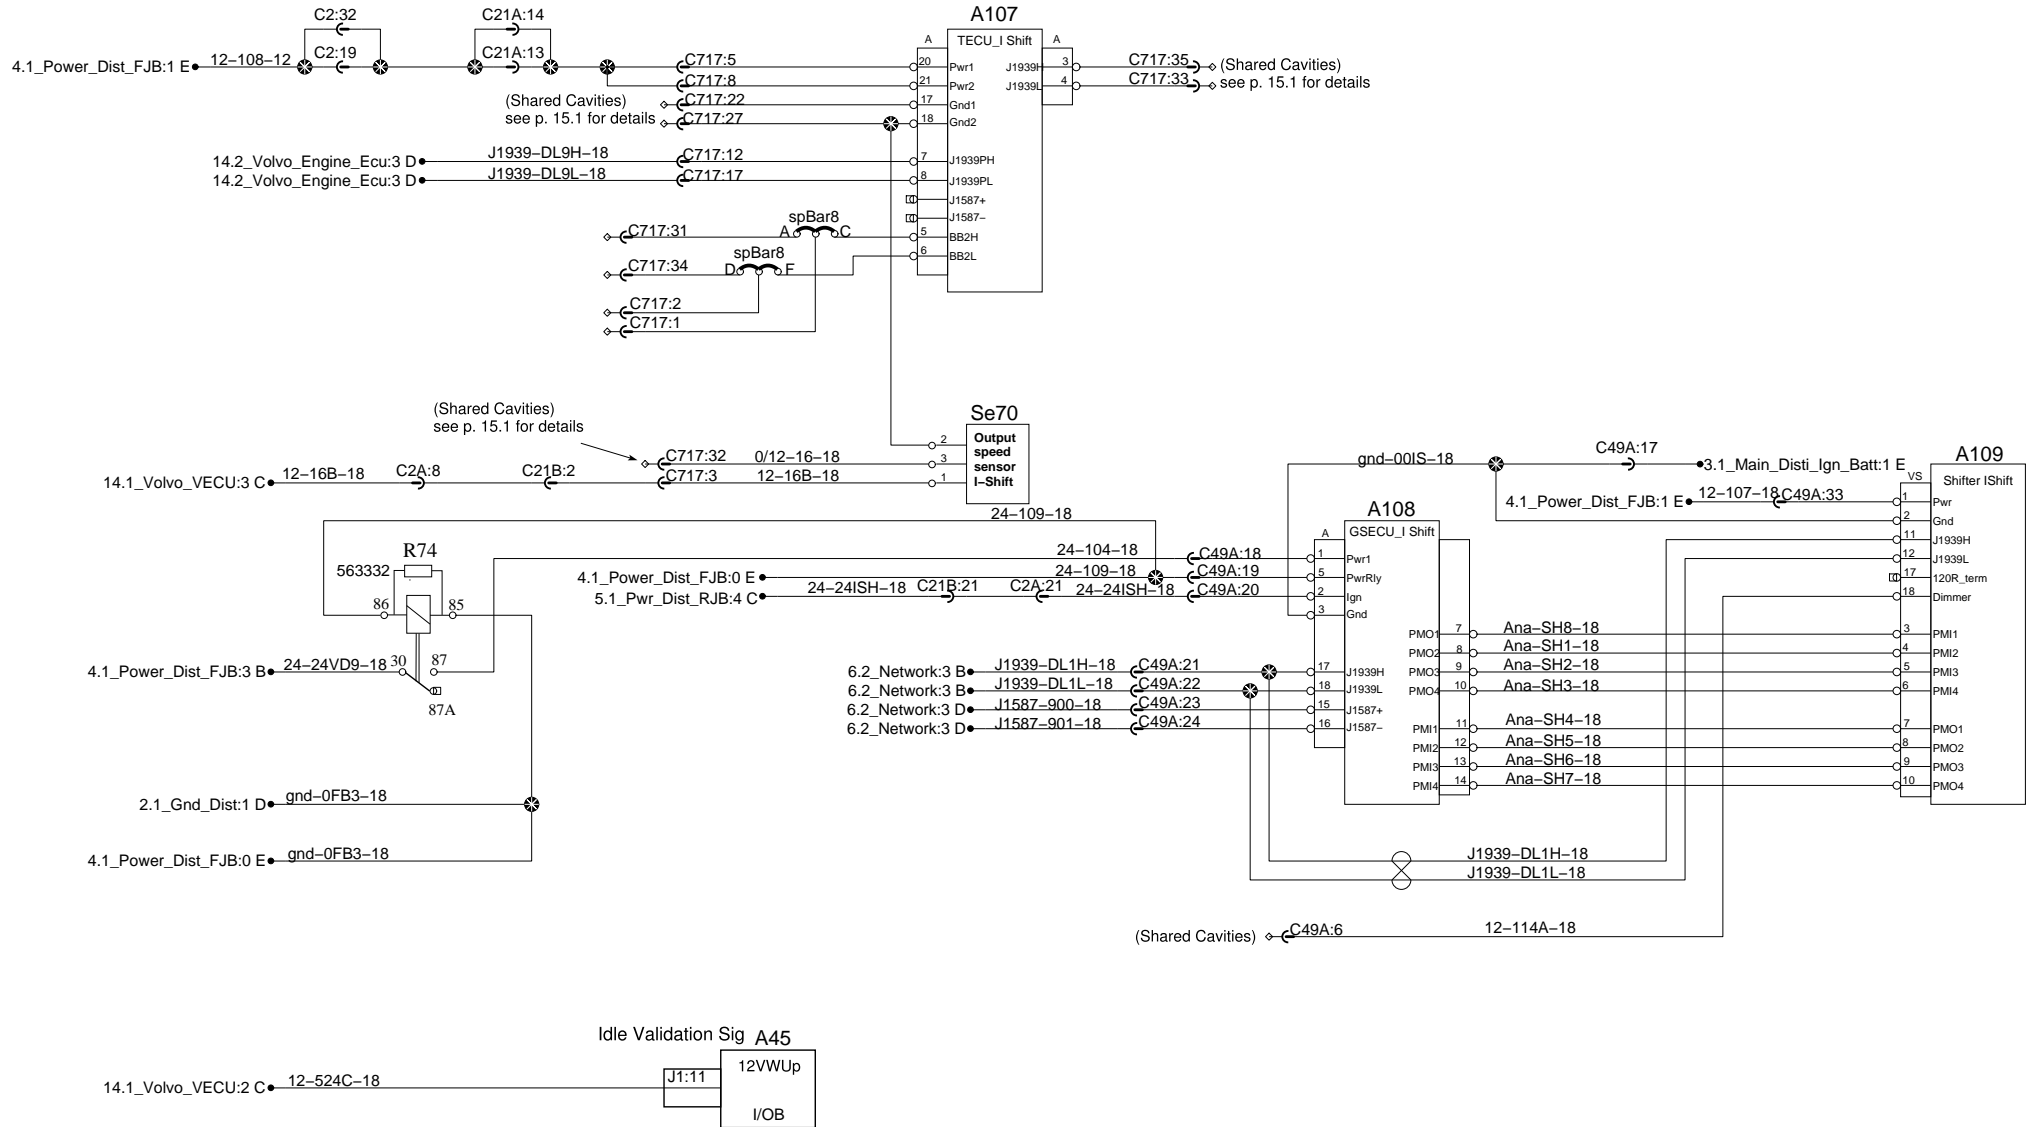 C2:32
C21A:14
A107
A
TECU_I Shift
A
4.1_Power_Dist_FJB:1 E
12–108–12
C2:19
C21A:13
C717:5
20
Pwr1
J1939H
3
C717:35
(Shared Cavities)
C717:8
21
Pwr2
J1939L
4
C717:33
see p. 15.1 for details
(Shared Cavities)
C717:22
17
Gnd1
see p. 15.1 for details
C717:27
18
Gnd2
14.2_Volvo_Engine_Ecu:3 D
J1939–DL9H–18
C717:12
7
J1939PH
14.2_Volvo_Engine_Ecu:3 D
J1939–DL9L–18
C717:17
8
J1939PL
J1587+
J1587–
spBar8
C717:31
A
C
5
BB2H
spBar8
C717:34
D
F
6
BB2L
C717:2
C717:1
(Shared Cavities)
see p. 15.1 for details
Se70
2
Output
speed
sensor
I–Shift
C717:32
0/12–16–18
3
14.1_Volvo_VECU:3 C
12–16B–18
C2A:8
C21B:2
C717:3
12–16B–18
1
gnd–00IS–18
C49A:17
3.1_Main_Disti_Ign_Batt:1 E
A109
VS
Shifter IShift
4.1_Power_Dist_FJB:1 E
12–107–18
C49A:33
1
Pwr
2
Gnd
11
J1939H
12
J1939L
17
120R_term
18
Dimmer
24–109–18
A108
A
GSECU_I Shift
R74
563332
86
85
24–104–18
C49A:18
1
Pwr1
4.1_Power_Dist_FJB:0 E
24–109–18
C49A:19
5
PwrRly
5.1_Pwr_Dist_RJB:4 C
24–24ISH–18
C21B:21
C2A:21
24–24ISH–18
C49A:20
2
Ign
3
Gnd
PMO1
7
Ana–SH8–18
3
PMI1
PMO2
8
Ana–SH1–18
4
PMI2
4.1_Power_Dist_FJB:3 B
24–24VD9–18
30
87
87A
6.2_Network:3 B
J1939–DL1H–18
C49A:21
17
J1939H
PMO3
9
Ana–SH2–18
5
PMI3
6.2_Network:3 B
J1939–DL1L–18
C49A:22
18
J1939L
PMO4
10
Ana–SH3–18
6
PMI4
6.2_Network:3 D
J1587–900–18
C49A:23
15
J1587+
6.2_Network:3 D
J1587–901–18
C49A:24
16
J1587–
PMI1
11
Ana–SH4–18
7
PMO1
PMI2
12
Ana–SH5–18
8
PMO2
PMI3
13
Ana–SH6–18
9
PMO3
PMI4
14
Ana–SH7–18
10
PMO4
2.1_Gnd_Dist:1 D
gnd–0FB3–18
4.1_Power_Dist_FJB:0 E
gnd–0FB3–18
J1939–DL1H–18
J1939–DL1L–18
(Shared Cavities)
C49A:6
12–114A–18
Idle Validation Sig
A45
12VWUp
14.1_Volvo_VECU:2 C
12–524C–18
J1:11
I/OB